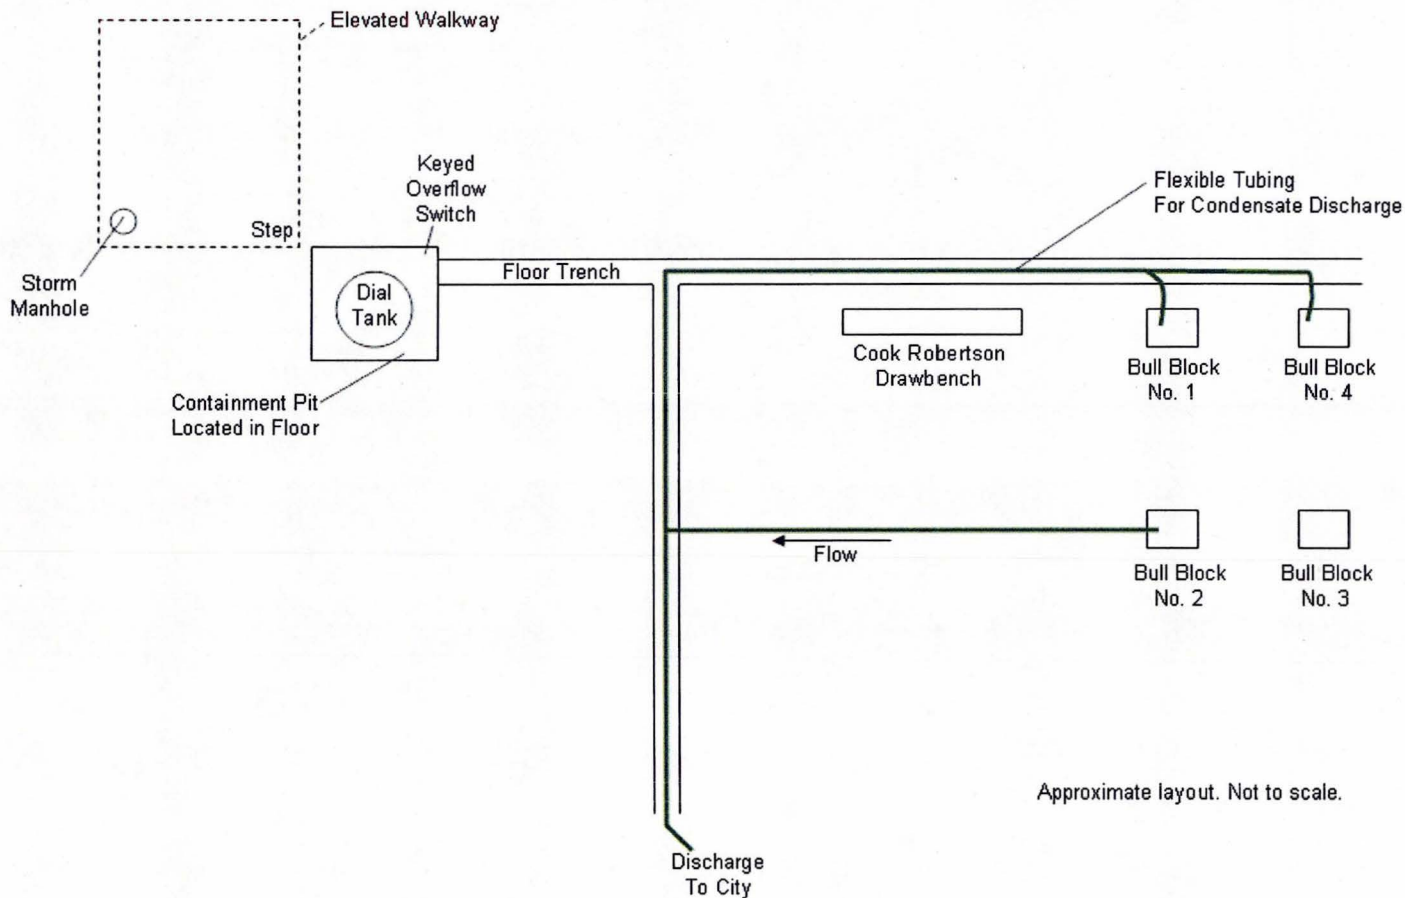 Elevated Walkway
Keyed
Overflow
Switch
Flexible Tubing
For Condensate Discharge
Step
Storm
Manhole
Floor Trench
Dial
Tank
Cook Robertson
Drawbench
Bull Block
No. 1
Bull Block
No. 4
Containment Pit
Located in Floor
Flow
Bull Block
No. 2
Bull Block
No. 3
Approximate layout. Not to scale.
Discharge
To City